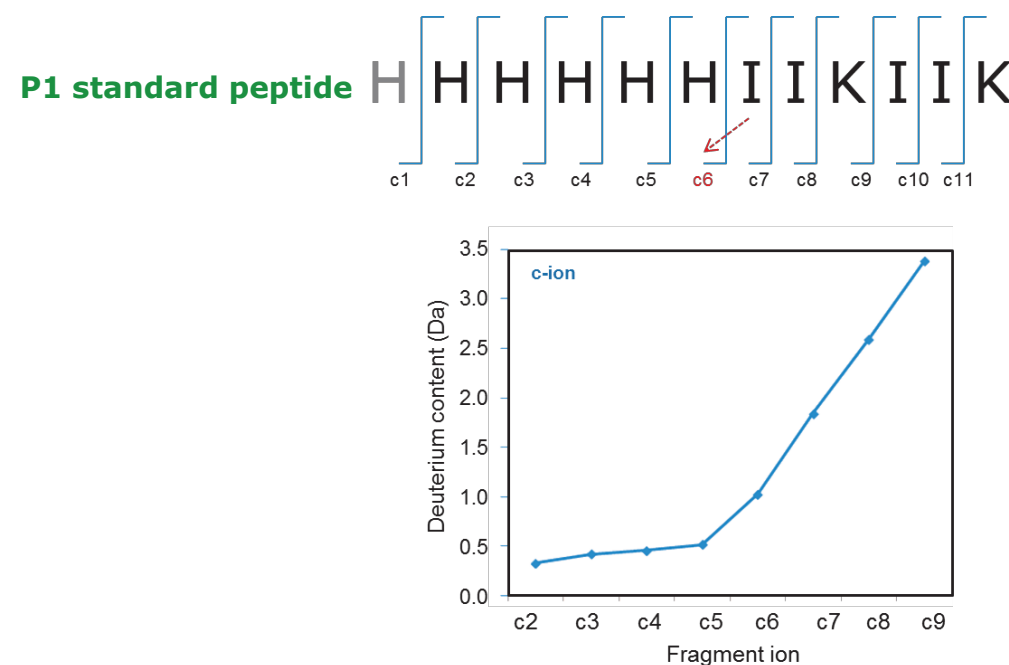 P1 standard peptide H H H H H H I I K I I K
c1 c2 c3 c4 c5 c6 c7 c8 c9 c10 c11
c-ion
3.5
3.0
2.5
2.0
1.5
1.0
0.5
0.0
Deuterium content (Da)
c2 c3 c4 c5 c6 c7 c8 c9
Fragment ion